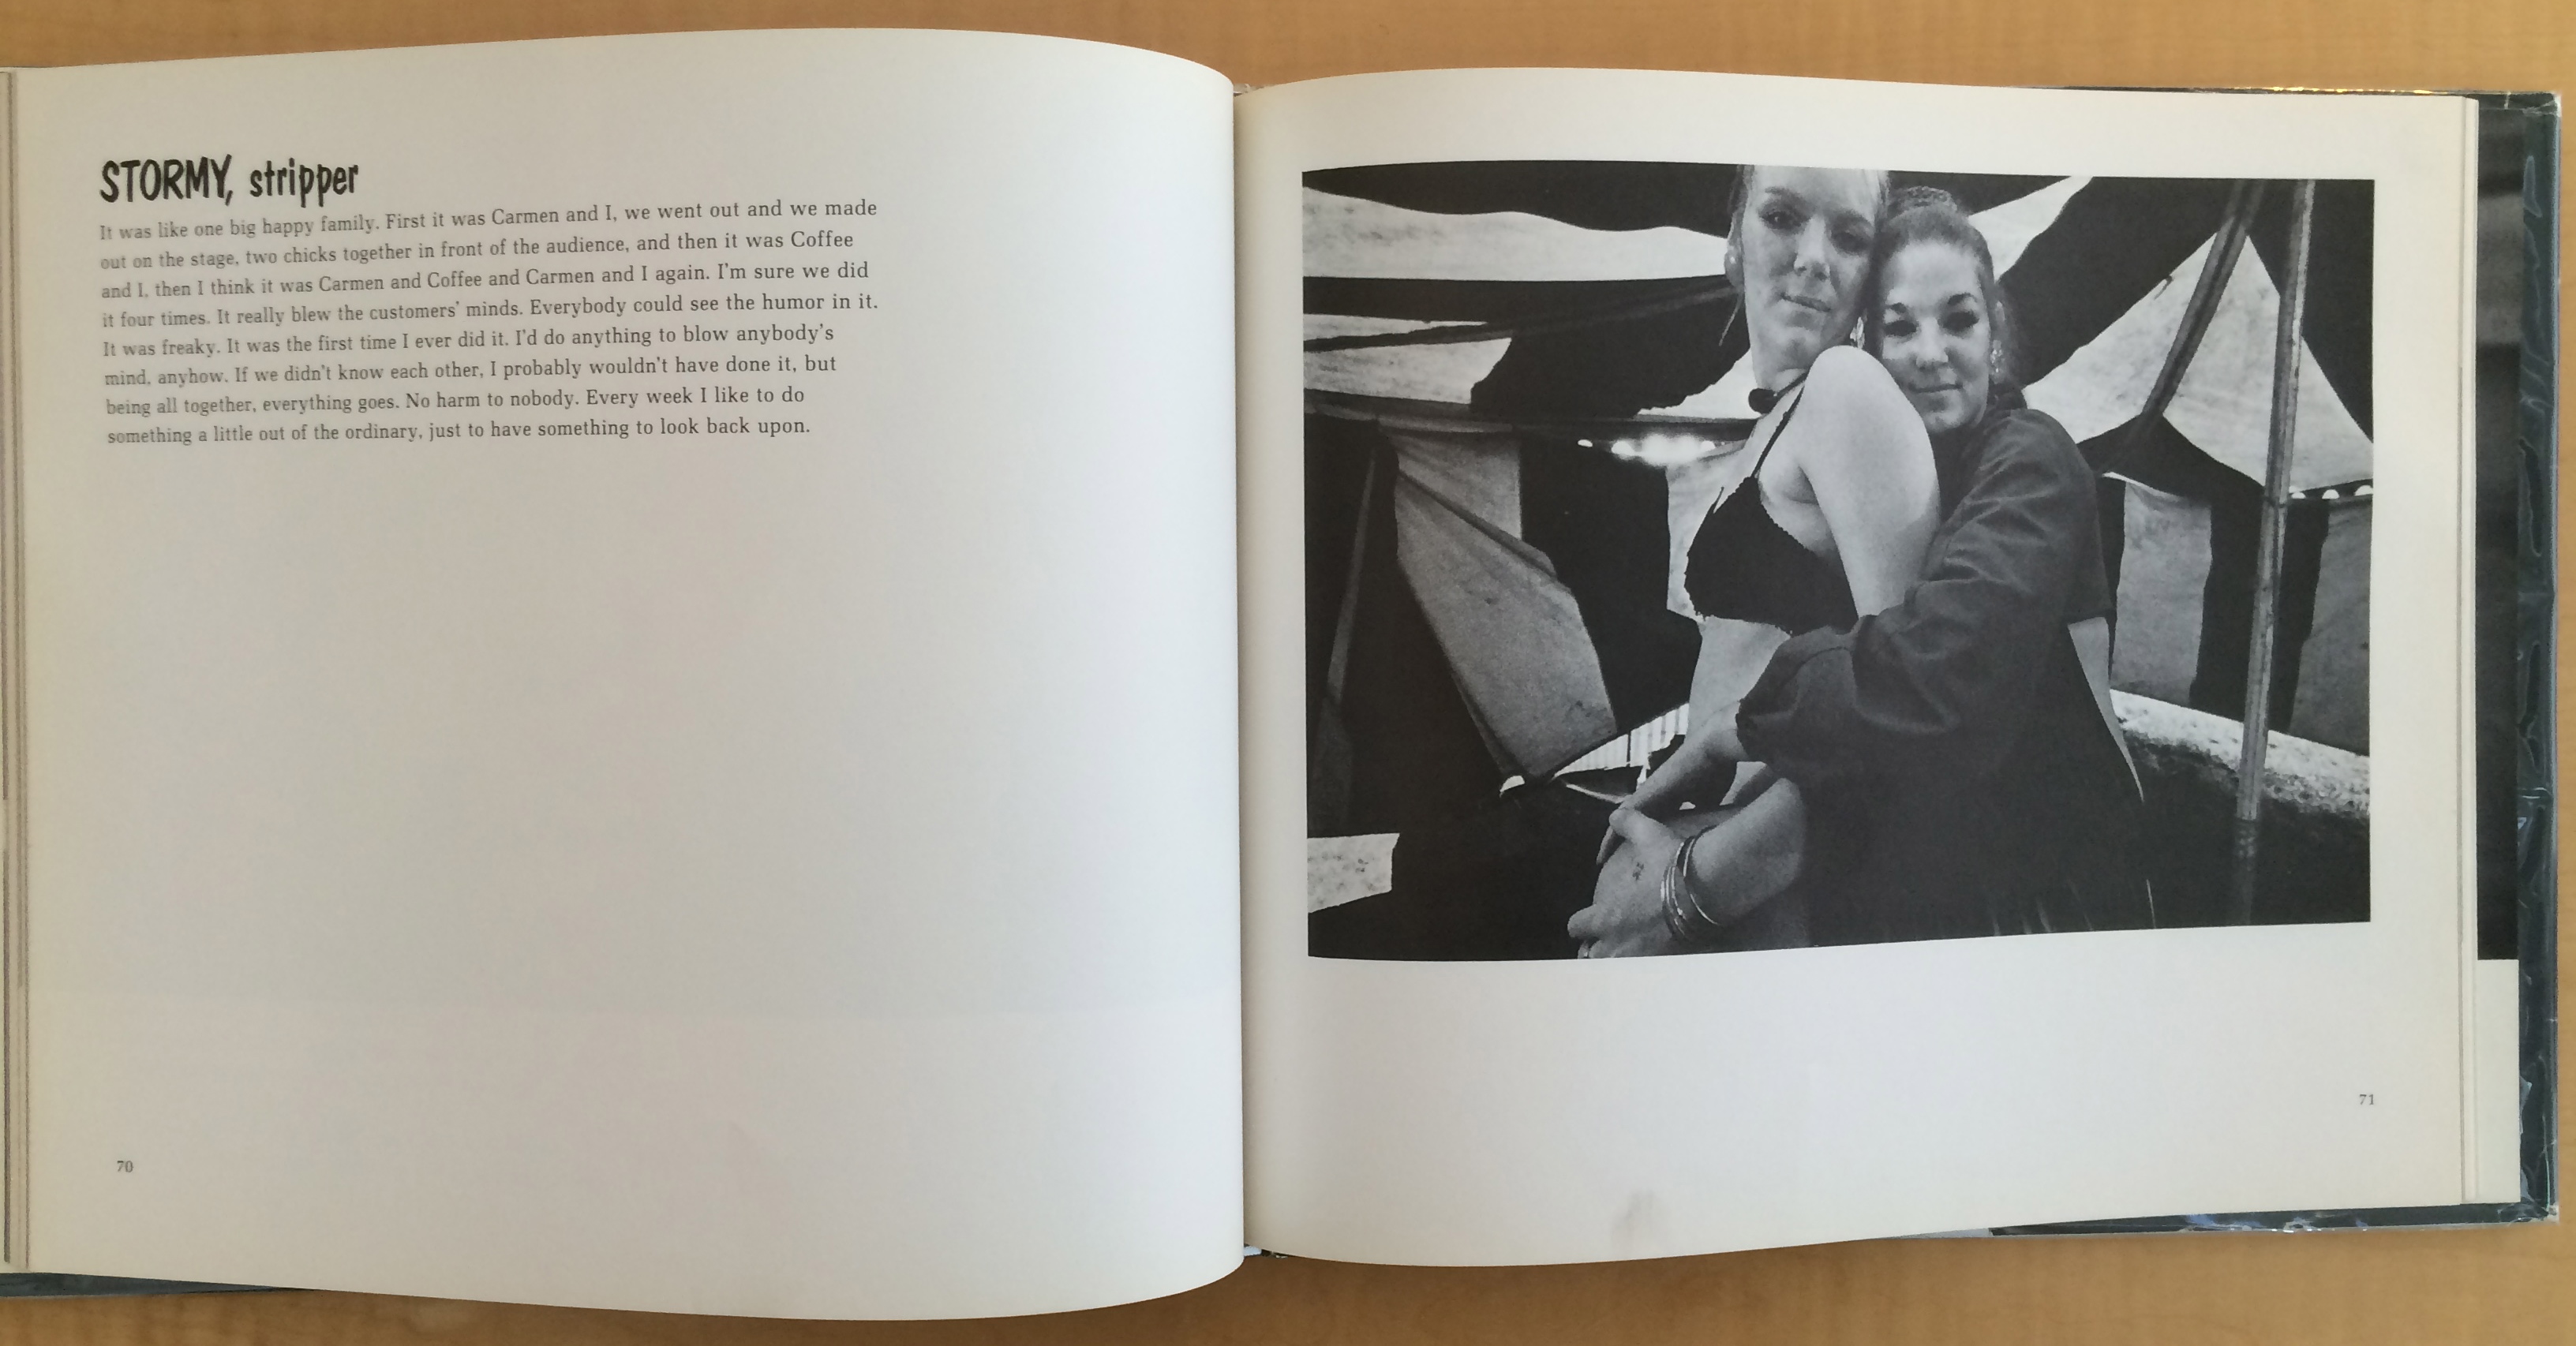 STORMY, stripper
It was like one big happy family. First it was Carmen and I, we went out and we made
out on the stage, two chicks together in front of the audience, and then it was Coffee
and I, then I think it was Carmen and Coffee and Carmen and I again. I'm sure we did
it four times. It really blew the customers' minds. Everybody could see the humor in it.
It was freaky. It was the first time I ever did it. I'd do anything to blow anybody's
mind, anyhow. If we didn't know each other, I probably wouldn't have done it, but
being all together, everything goes. No harm to nobody. Every week I like to do
something a little out of the ordinary, just to have something to look back upon.
70
71